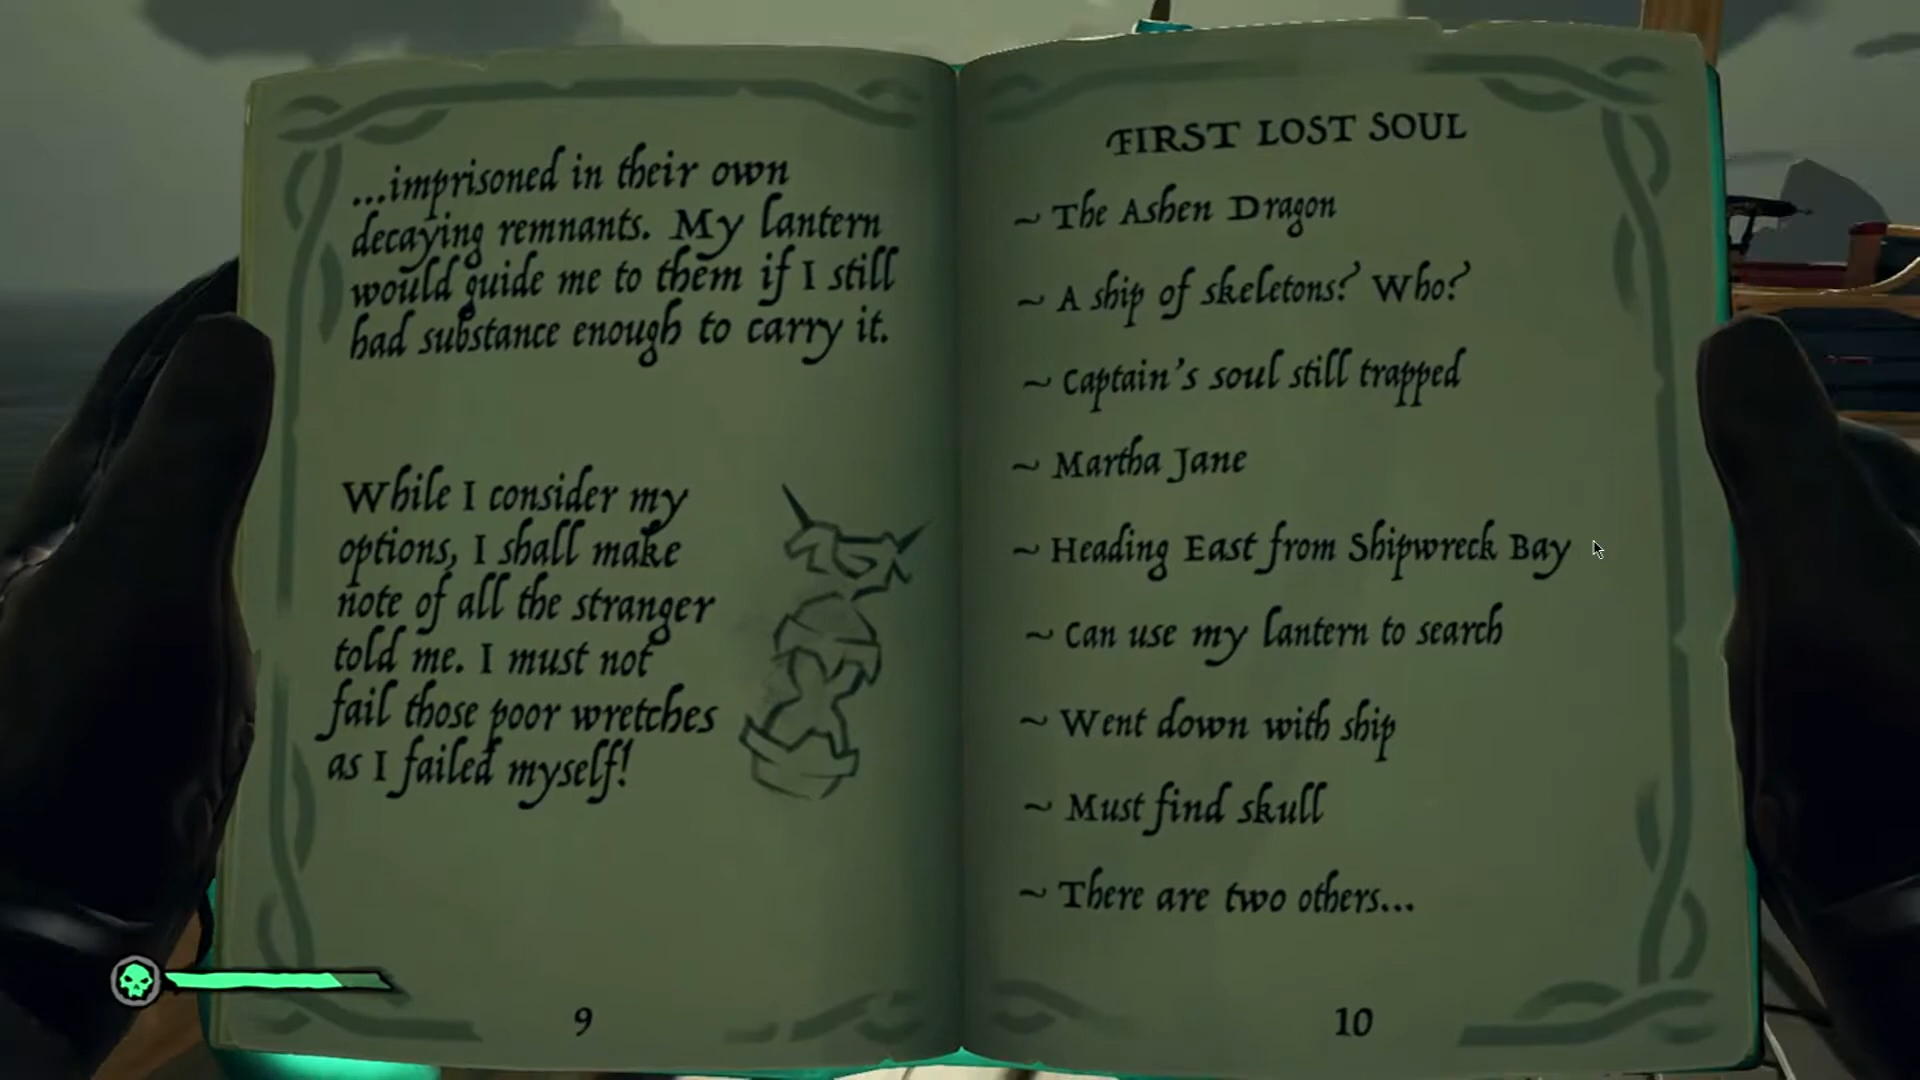 ...imprisoned in their own
decaying remnants. My lantern
would guide me to them if I still
had substance enough to carry it.
While I consider my
options, I shall make
note of all the stranger
told me. I must not
fail those poor wretches
as I failed myself!
9
FIRST LOST SOUL
~ The Ashen Dragon
~ A ship of skeletons? Who?
~ Captain's soul still trapped
~ Martha Jane
~ Heading East from Shipwreck Bay
~ Can use my lantern to search
~ Went down with ship
~ Must find skull
~ There are two others...
10